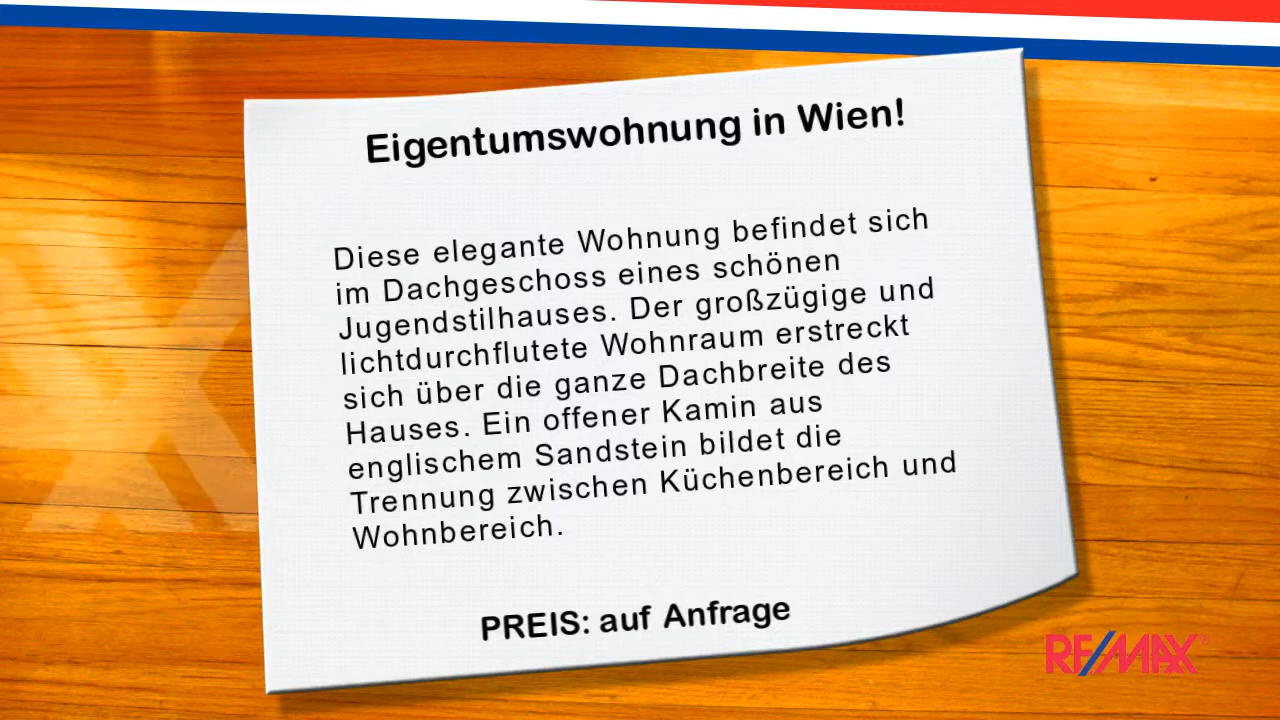 Eigentumswohnung in Wien!
Diese elegante Wohnung befindet sich
im Dachgeschoss eines schönen
Jugendstilhauses. Der großzügige und
lichtdurchflutete Wohnraum erstreckt
sich über die ganze Dachbreite des
Hauses. Ein offener Kamin aus
englischem Sandstein bildet die
Trennung zwischen Küchenbereich und
Wohnbereich.
PREIS: auf Anfrage
RE/MAX®